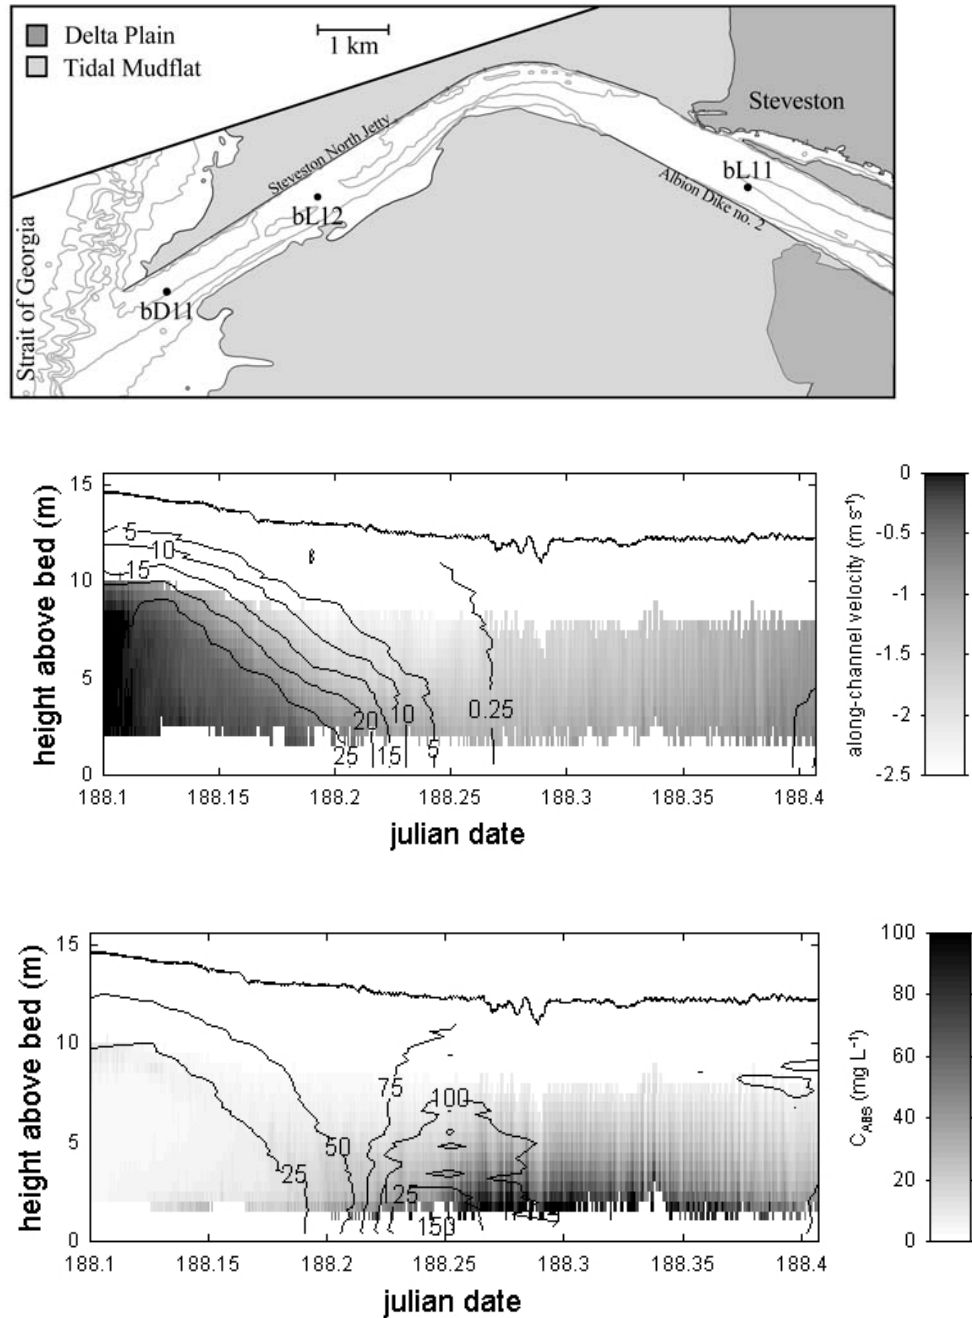 Delta Plain
Tidal Mudflat
1 km
Steveston
Steveston North Jetty
bL11
Albion Dike no. 2
bL12
bD11
Strait of Georgia
height above bed (m)
15
10
5
0
5
10
15
20
25
15
10
5
0.25
188.1 188.15 188.2 188.25 188.3 188.35 188.4
julian date
0
-0.5
-1
-1.5
-2
-2.5
along-channel velocity (m s⁻¹)
height above bed (m)
15
10
5
0
25
50
75
100
25
150
188.1 188.15 188.2 188.25 188.3 188.35 188.4
julian date
100
80
60
40
20
0
C_ABS (mg L⁻¹)